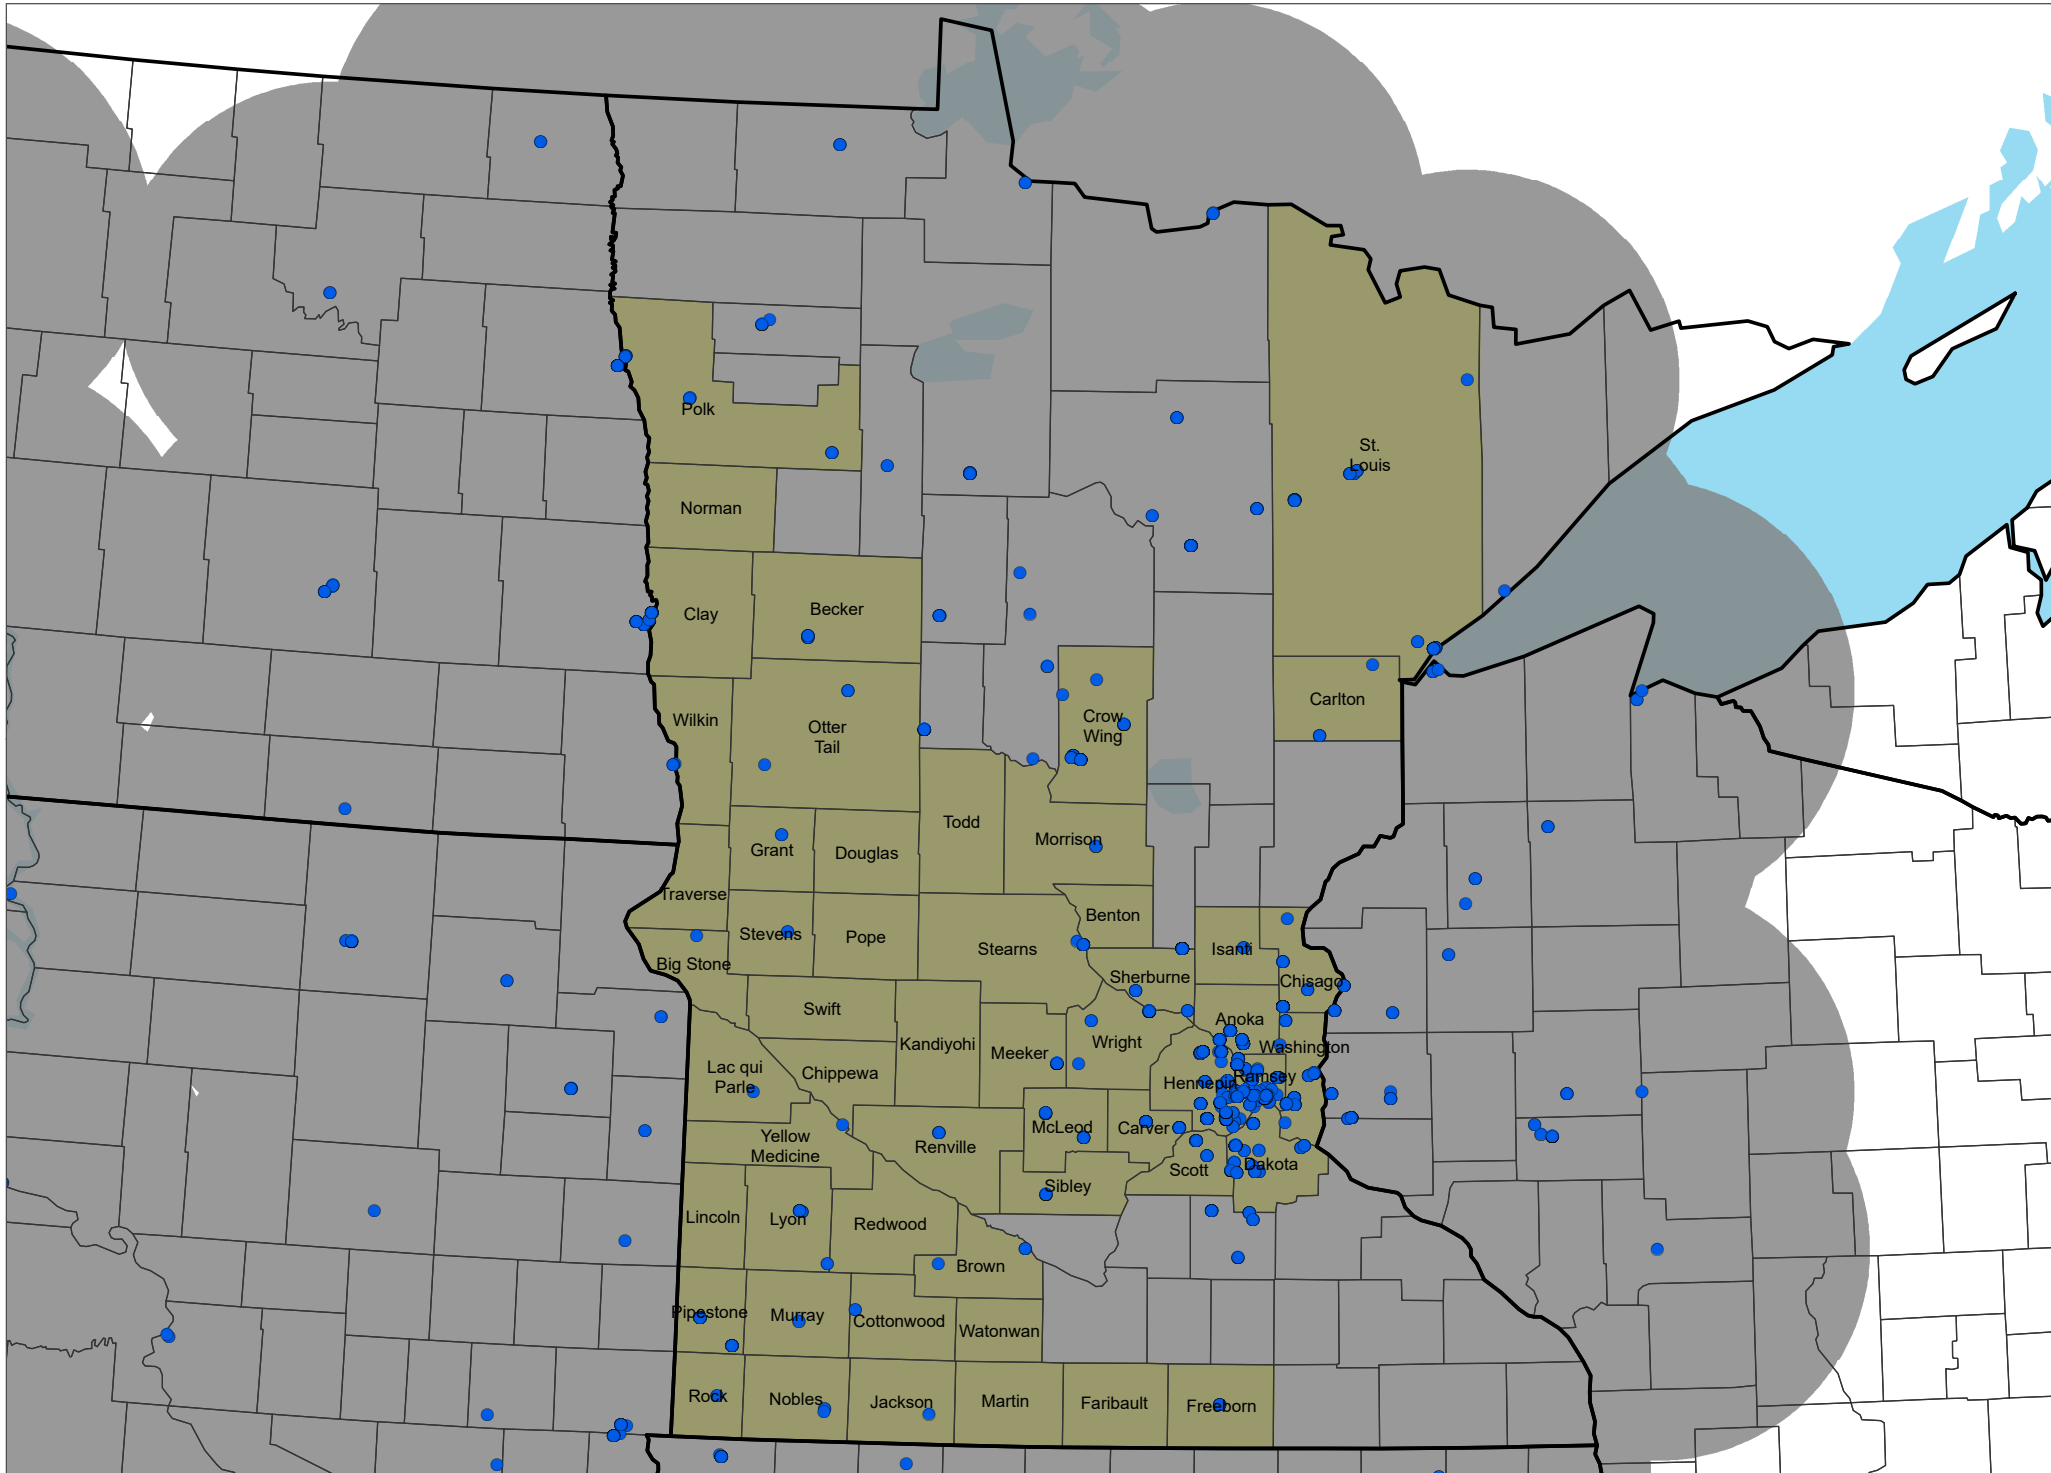 Polk
St.
Louis
Norman
Clay
Becker
Wilkin
Otter
Tail
Crow
Wing
Carlton
Todd
Morrison
Grant
Douglas
Traverse
Benton
Stevens
Pope
Stearns
Isanti
Big Stone
Sherburne
Chisago
Swift
Anoka
Kandiyohi
Meeker
Wright
Washington
Lac qui
Parle
Chippewa
Hennepin
Ramsey
McLeod
Carver
Yellow
Medicine
Renville
Scott
Dakota
Sibley
Lincoln
Lyon
Redwood
Brown
Pipestone
Murray
Cottonwood
Watonwan
Rock
Nobles
Jackson
Martin
Faribault
Freeborn